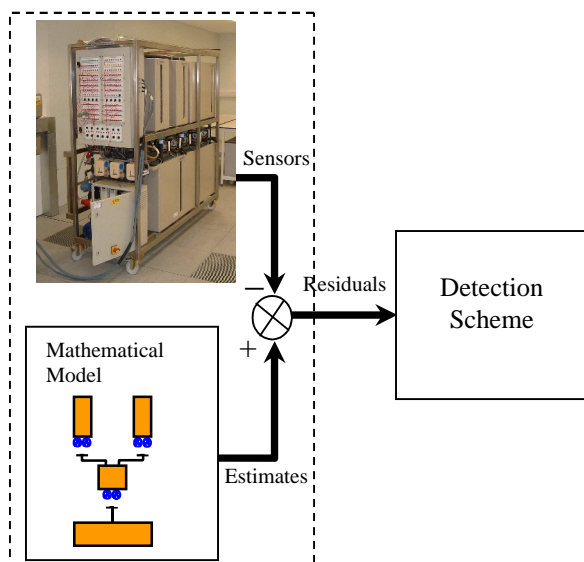 Sensors
−
Residuals
+
Detection
Scheme
Mathematical
Model
Estimates